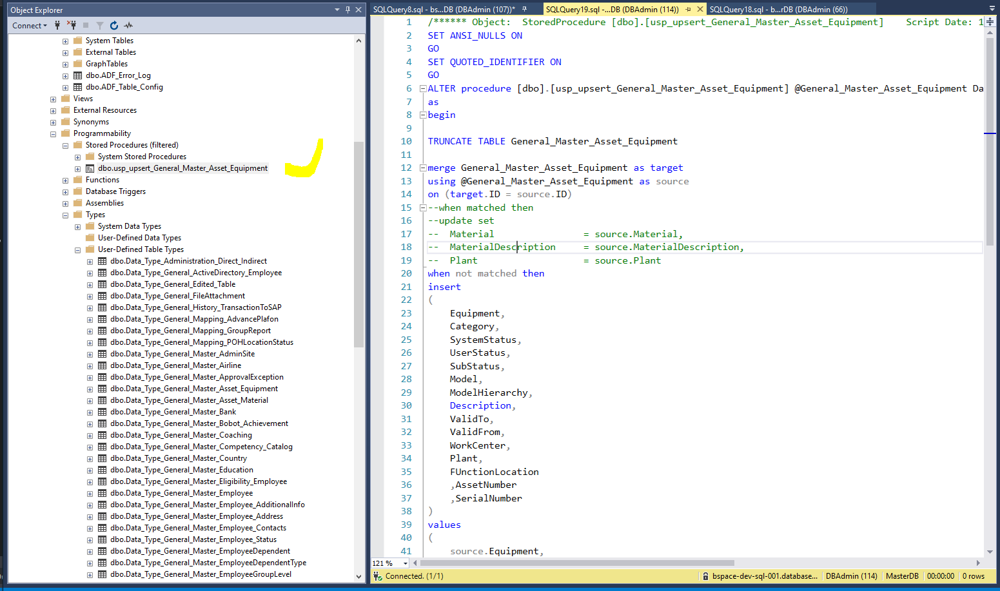 Object Explorer
Connect
System Tables
External Tables
GraphTables
dbo.ADF_Error_Log
dbo.ADF_Table_Config
Views
External Resources
Synonyms
Programmability
Stored Procedures (filtered)
System Stored Procedures
dbo.usp_upsert_General_Master_Asset_Equipment
Functions
Database Triggers
Assemblies
Types
System Data Types
User-Defined Data Types
User-Defined Table Types
dbo.Data_Type_Administration_Direct_Indirect
dbo.Data_Type_General_ActiveDirectory_Employee
dbo.Data_Type_General_Edited_Table
dbo.Data_Type_General_FileAttachment
dbo.Data_Type_General_History_TransactionToSAP
dbo.Data_Type_General_Mapping_AdvancePlafon
dbo.Data_Type_General_Mapping_GroupReport
dbo.Data_Type_General_Mapping_POHLocationStatus
dbo.Data_Type_General_Master_AdminSite
dbo.Data_Type_General_Master_Airline
dbo.Data_Type_General_Master_ApprovalException
dbo.Data_Type_General_Master_Asset_Equipment
dbo.Data_Type_General_Master_Asset_Material
dbo.Data_Type_General_Master_Bank
dbo.Data_Type_General_Master_Bobot_Achievement
dbo.Data_Type_General_Master_Coaching
dbo.Data_Type_General_Master_Competency_Catalog
dbo.Data_Type_General_Master_Country
dbo.Data_Type_General_Master_Education
dbo.Data_Type_General_Master_Eligibility_Employee
dbo.Data_Type_General_Master_Employee
dbo.Data_Type_General_Master_Employee_AdditionalInfo
dbo.Data_Type_General_Master_Employee_Address
dbo.Data_Type_General_Master_Employee_Contacts
dbo.Data_Type_General_Master_Employee_Status
dbo.Data_Type_General_Master_EmployeeDependent
dbo.Data_Type_General_Master_EmployeeDependentType
dbo.Data_Type_General_Master_EmployeeGroupLevel
SQLQuery8.sql - bs...DB (DBAdmin (107))* SQLQuery19.sql -...DB (DBAdmin (114)) SQLQuery18.sql - b...rDB (DBAdmin (66))
1 /****** Object:  StoredProcedure [dbo].[usp_upsert_General_Master_Asset_Equipment]    Script Date: 1
2 SET ANSI_NULLS ON
3 GO
4 SET QUOTED_IDENTIFIER ON
5 GO
6 ALTER procedure [dbo].[usp_upsert_General_Master_Asset_Equipment] @General_Master_Asset_Equipment Da
7 as
8 begin
9
10 TRUNCATE TABLE General_Master_Asset_Equipment
11
12 merge General_Master_Asset_Equipment as target
13 using @General_Master_Asset_Equipment as source
14 on (target.ID = source.ID)
15 --when matched then
16 --update set
17 --  Material                = source.Material,
18 --  MaterialDescription     = source.MaterialDescription,
19 --  Plant                   = source.Plant
20 when not matched then
21 insert
22 (
23     Equipment,
24     Category,
25     SystemStatus,
26     UserStatus,
27     SubStatus,
28     Model,
29     ModelHierarchy,
30     Description,
31     ValidTo,
32     ValidFrom,
33     WorkCenter,
34     Plant,
35     FUnctionLocation
36     ,AssetNumber
37     ,SerialNumber
38 )
39 values
40 (
41     source.Equipment,
121 %
Connected. (1/1) bspace-dev-sql-001.database... DBAdmin (114) MasterDB 00:00:00 0 rows